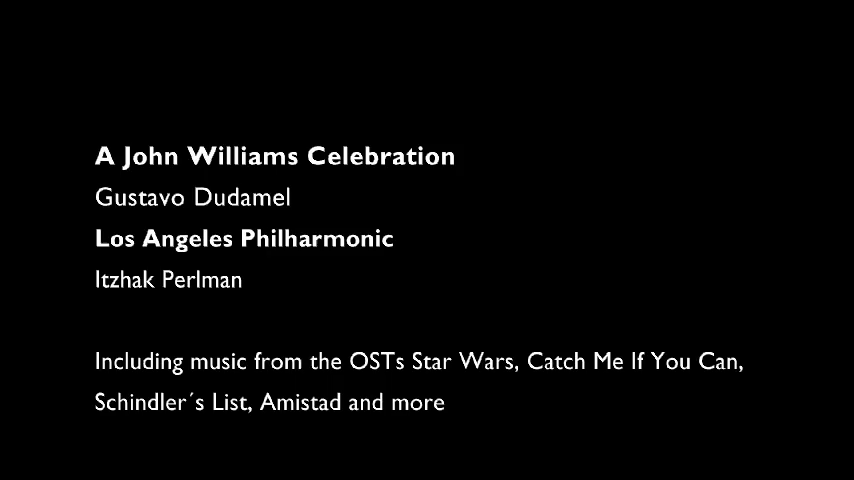 A John Williams Celebration
Gustavo Dudamel
Los Angeles Philharmonic
Itzhak Perlman
Including music from the OSTs Star Wars, Catch Me If You Can,
Schindler´s List, Amistad and more